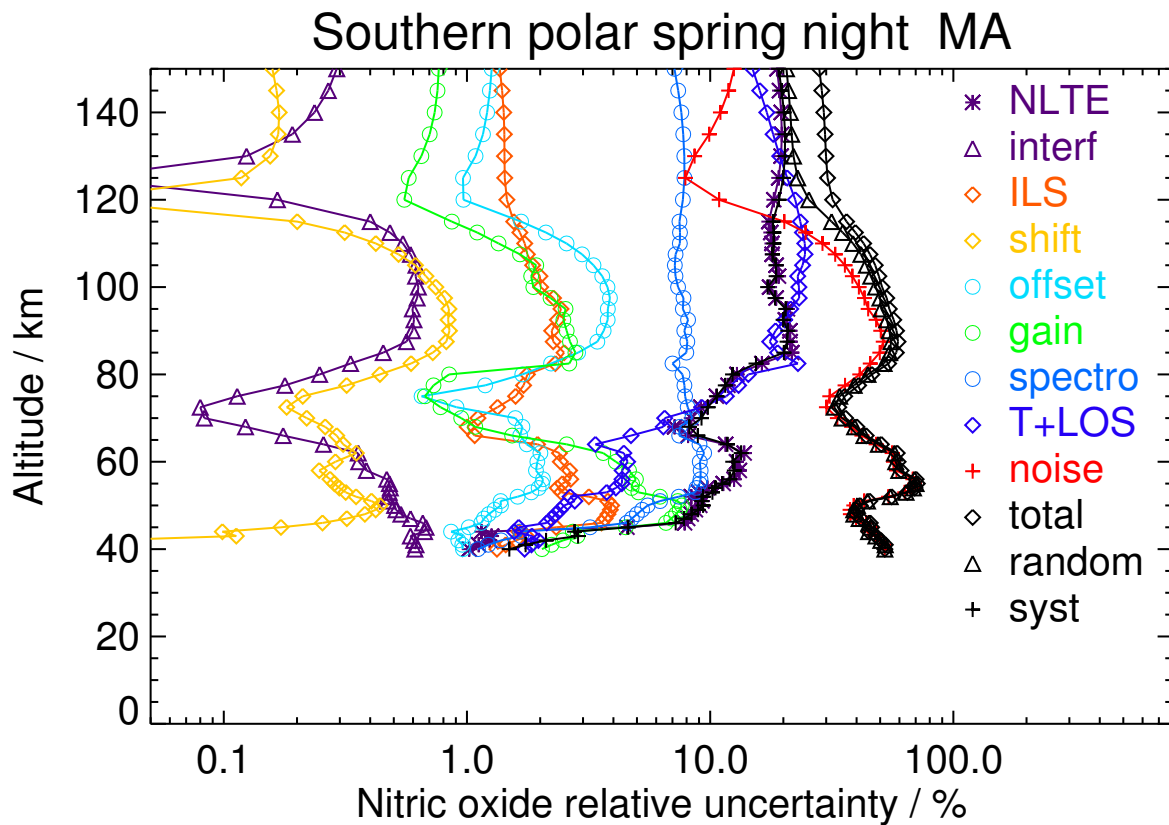 Southern polar spring night  MA
Altitude / km
140
120
100
80
60
40
20
0
NLTE
interf
ILS
shift
offset
gain
spectro
T+LOS
noise
total
random
syst
0.1
1.0
10.0
100.0
Nitric oxide relative uncertainty / %